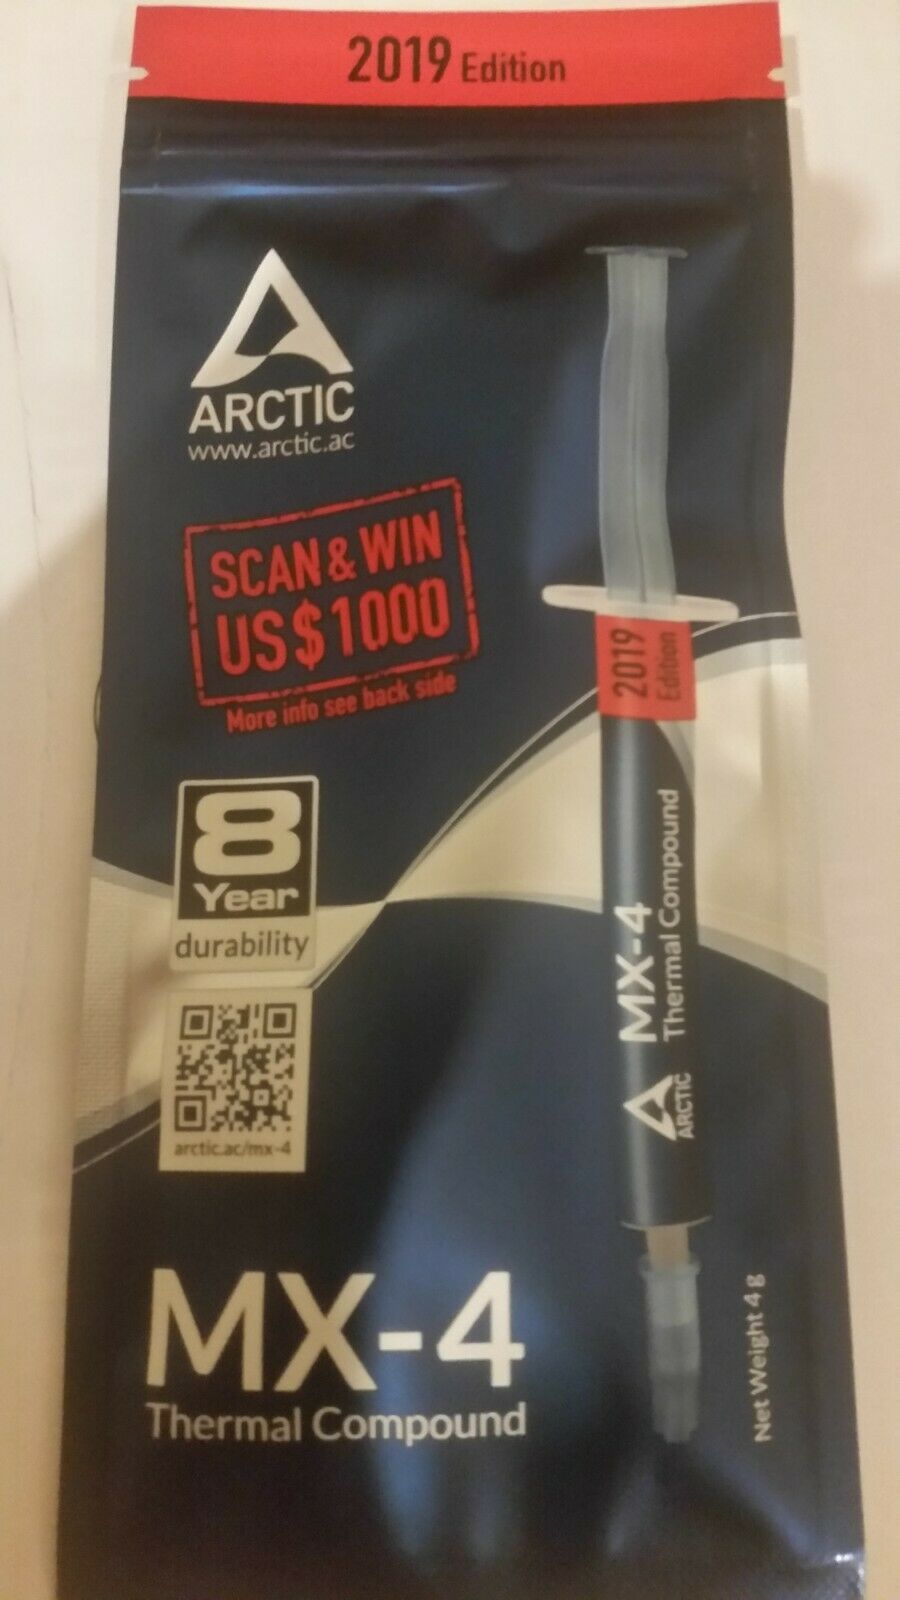 2019 Edition
ARCTIC
www.arctic.ac
SCAN & WIN
US$1000
More info see back side
8
Year
durability
arctic.ac/mx-4
MX-4
Thermal Compound
2019
Edition
MX-4
Thermal Compound
ARCTIC
Net Weight 4 g